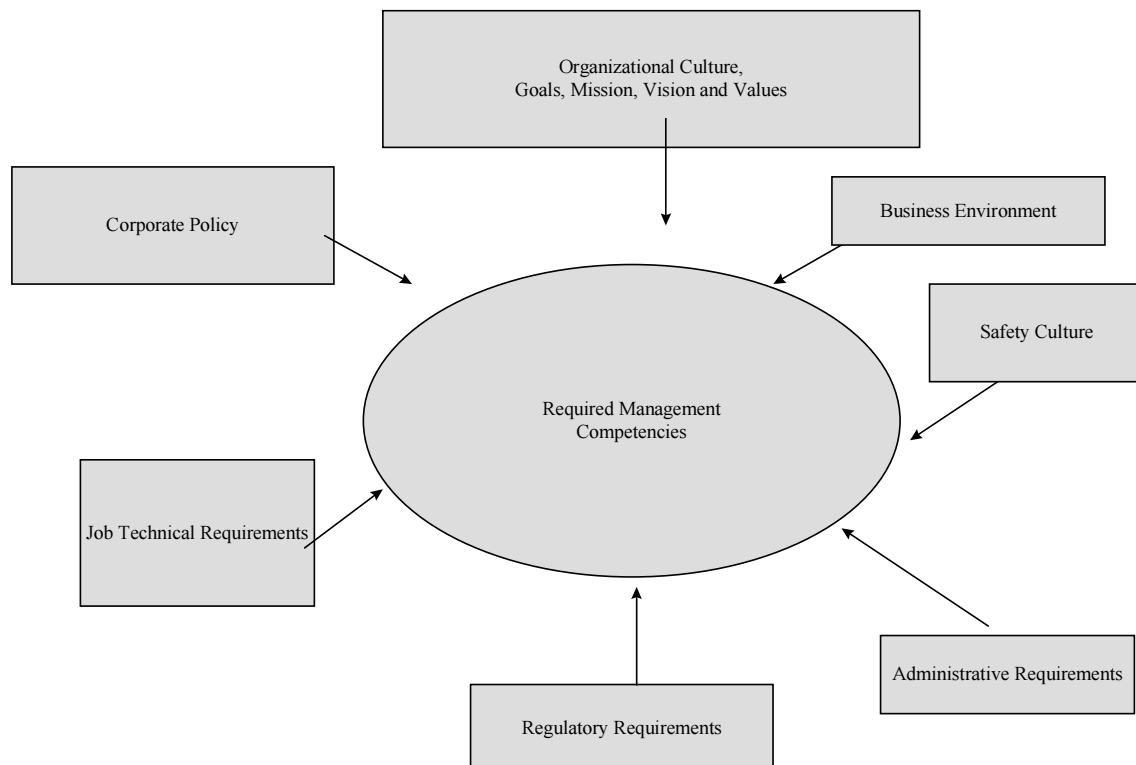 Organizational Culture,
Goals, Mission, Vision and Values
Corporate Policy
Business Environment
Safety Culture
Required Management
Competencies
Job Technical Requirements
Administrative Requirements
Regulatory Requirements